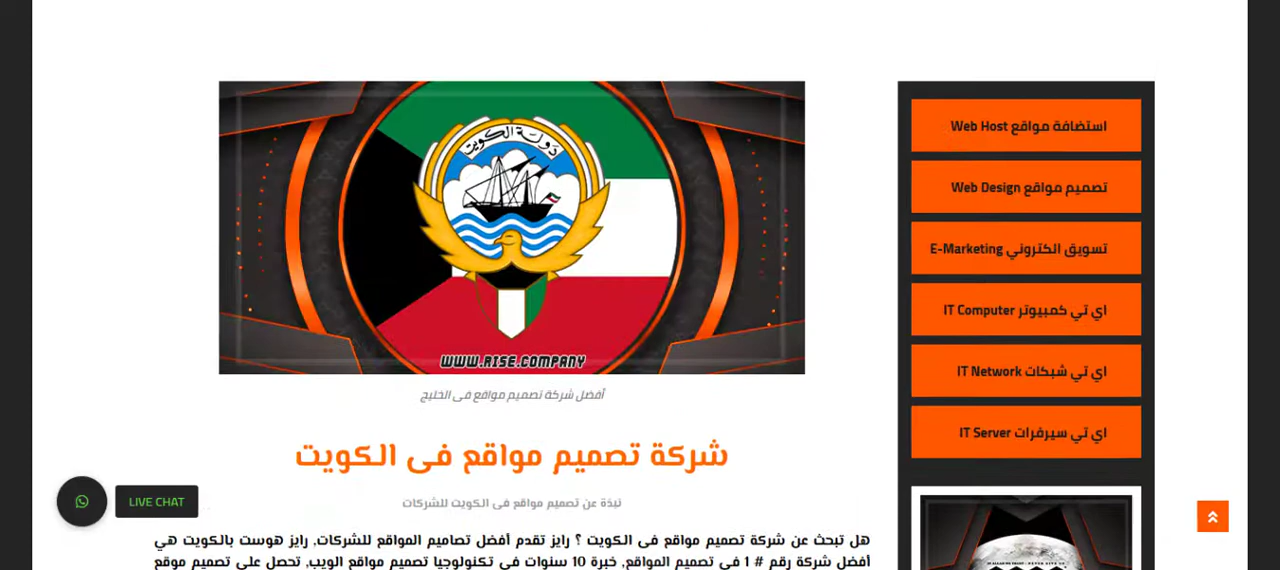 دولة الكويت
WWW.RISE.COMPANY
أفضل شركة تصميم مواقع فى الخليج
شركة تصميم مواقع فى الكويت
نبذة عن تصميم مواقع فى الكويت للشركات
هل تبحث عن شركة تصميم مواقع فى الكويت ؟ رايز تقدم أفضل تصاميم المواقع للشركات, رايز هوست بالكويت هي
أفضل شركة رقم # 1 فى تصميم المواقع, خبرة 10 سنوات فى تكنولوجيا تصميم مواقع الويب, تحصل على تصميم موقع
استضافة مواقع Web Host
تصميم مواقع Web Design
تسويق الكتروني E-Marketing
اي تي كمبيوتر IT Computer
اي تي شبكات IT Network
اي تي سيرفرات IT Server
LIVE CHAT